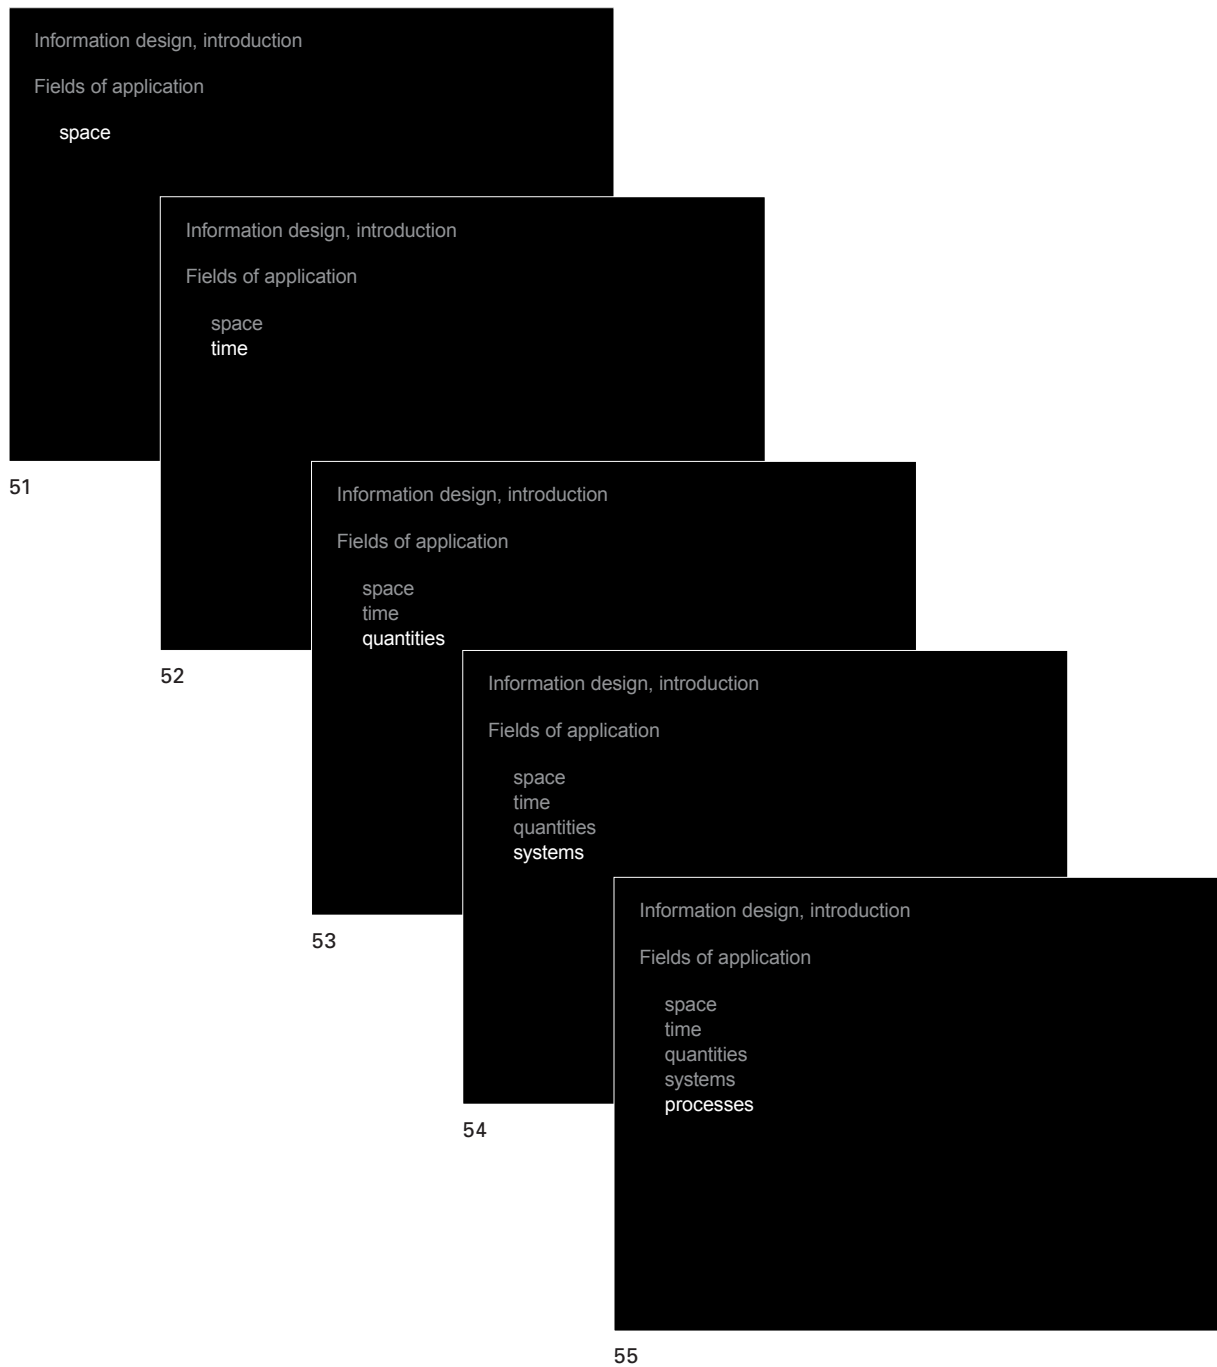 Information design, introduction
Fields of application
space
51
Information design, introduction
Fields of application
space
time
52
Information design, introduction
Fields of application
space
time
quantities
53
Information design, introduction
Fields of application
space
time
quantities
systems
54
Information design, introduction
Fields of application
space
time
quantities
systems
processes
55